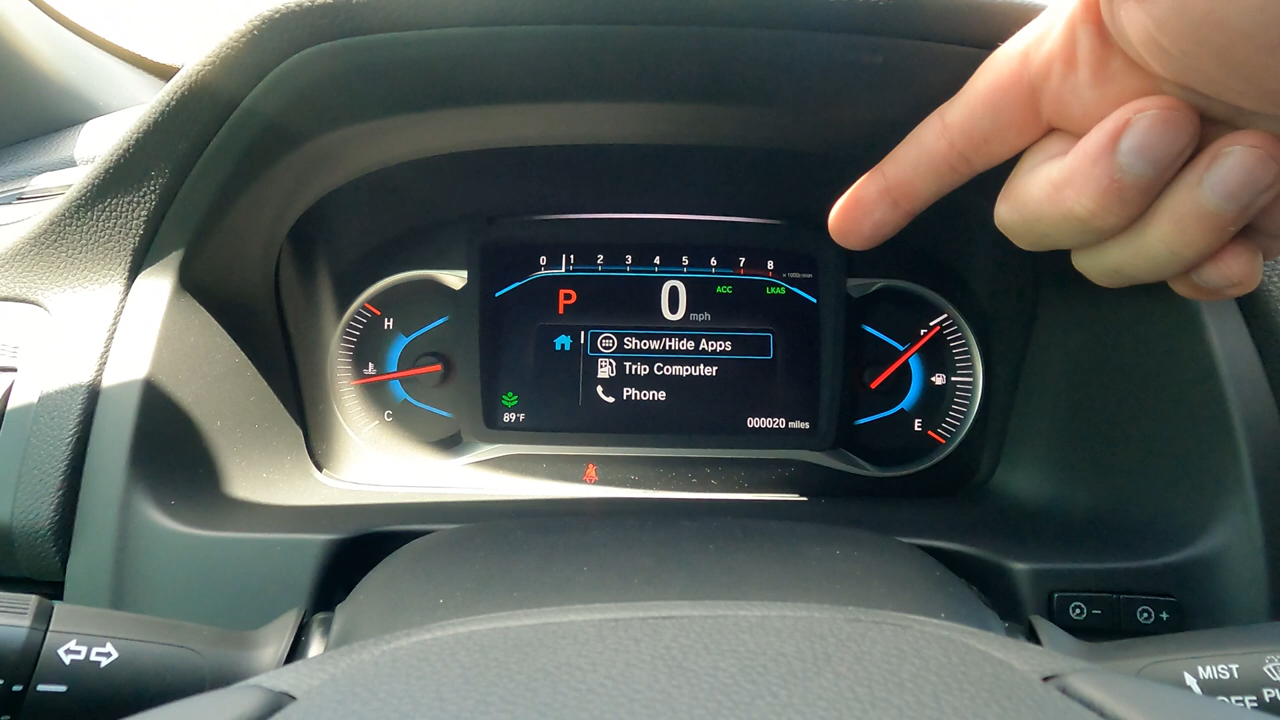 0 1 2 3 4 5 6 7 8
x 1000r/min
ACC LKAS
P 0 mph
H
Show/Hide Apps
Trip Computer
Phone
C
E
89°F
000020 miles
MIST
OFF